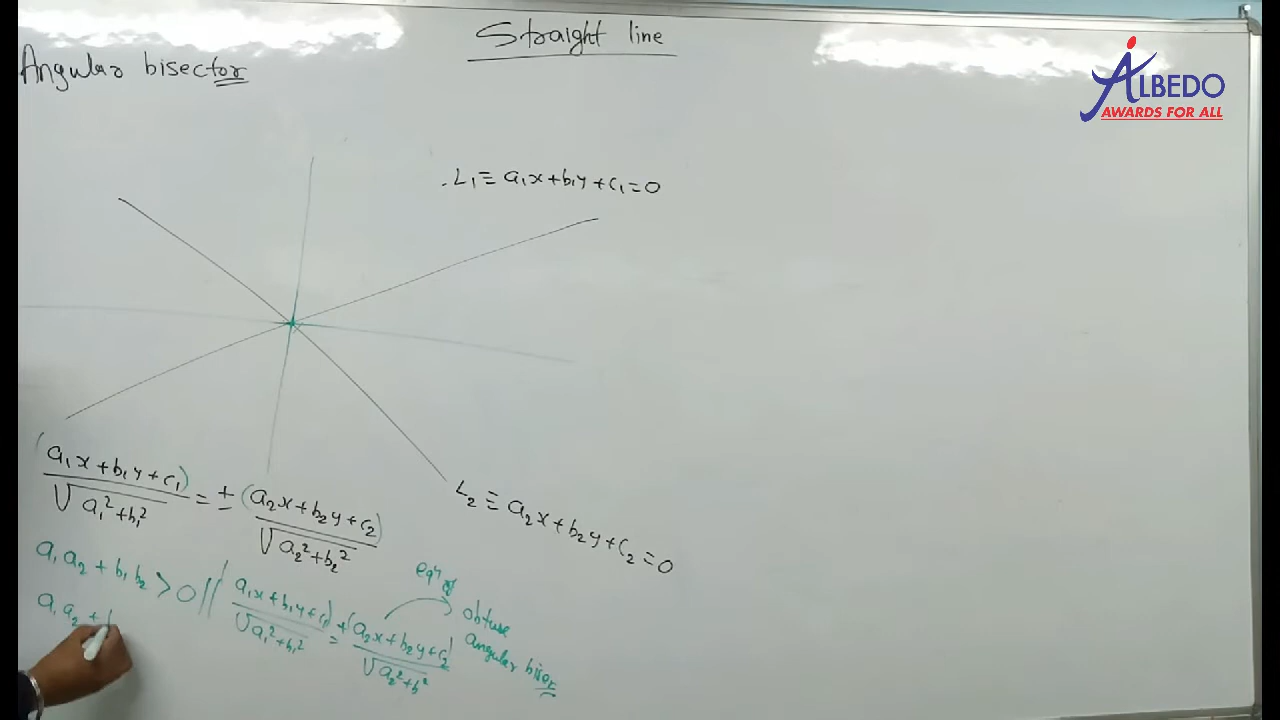 Straight line
Angular bisector
ALBEDO
AWARDS FOR ALL
L₁ ≡ a₁x+b₁y+c₁=0
(a₁x+b₁y+c₁)/√a₁²+b₁² = ± (a₂x+b₂y+c₂)/√a₂²+b₂²
L₂ ≡ a₂x+b₂y+c₂=0
a₁a₂+b₁b₂>0 // (a₁x+b₁y+c₁)/√a₁²+b₁² = +(a₂x+b₂y+c₂)/√a₂²+b²
eqⁿ of
obtuse
angular biser
a₁a₂+